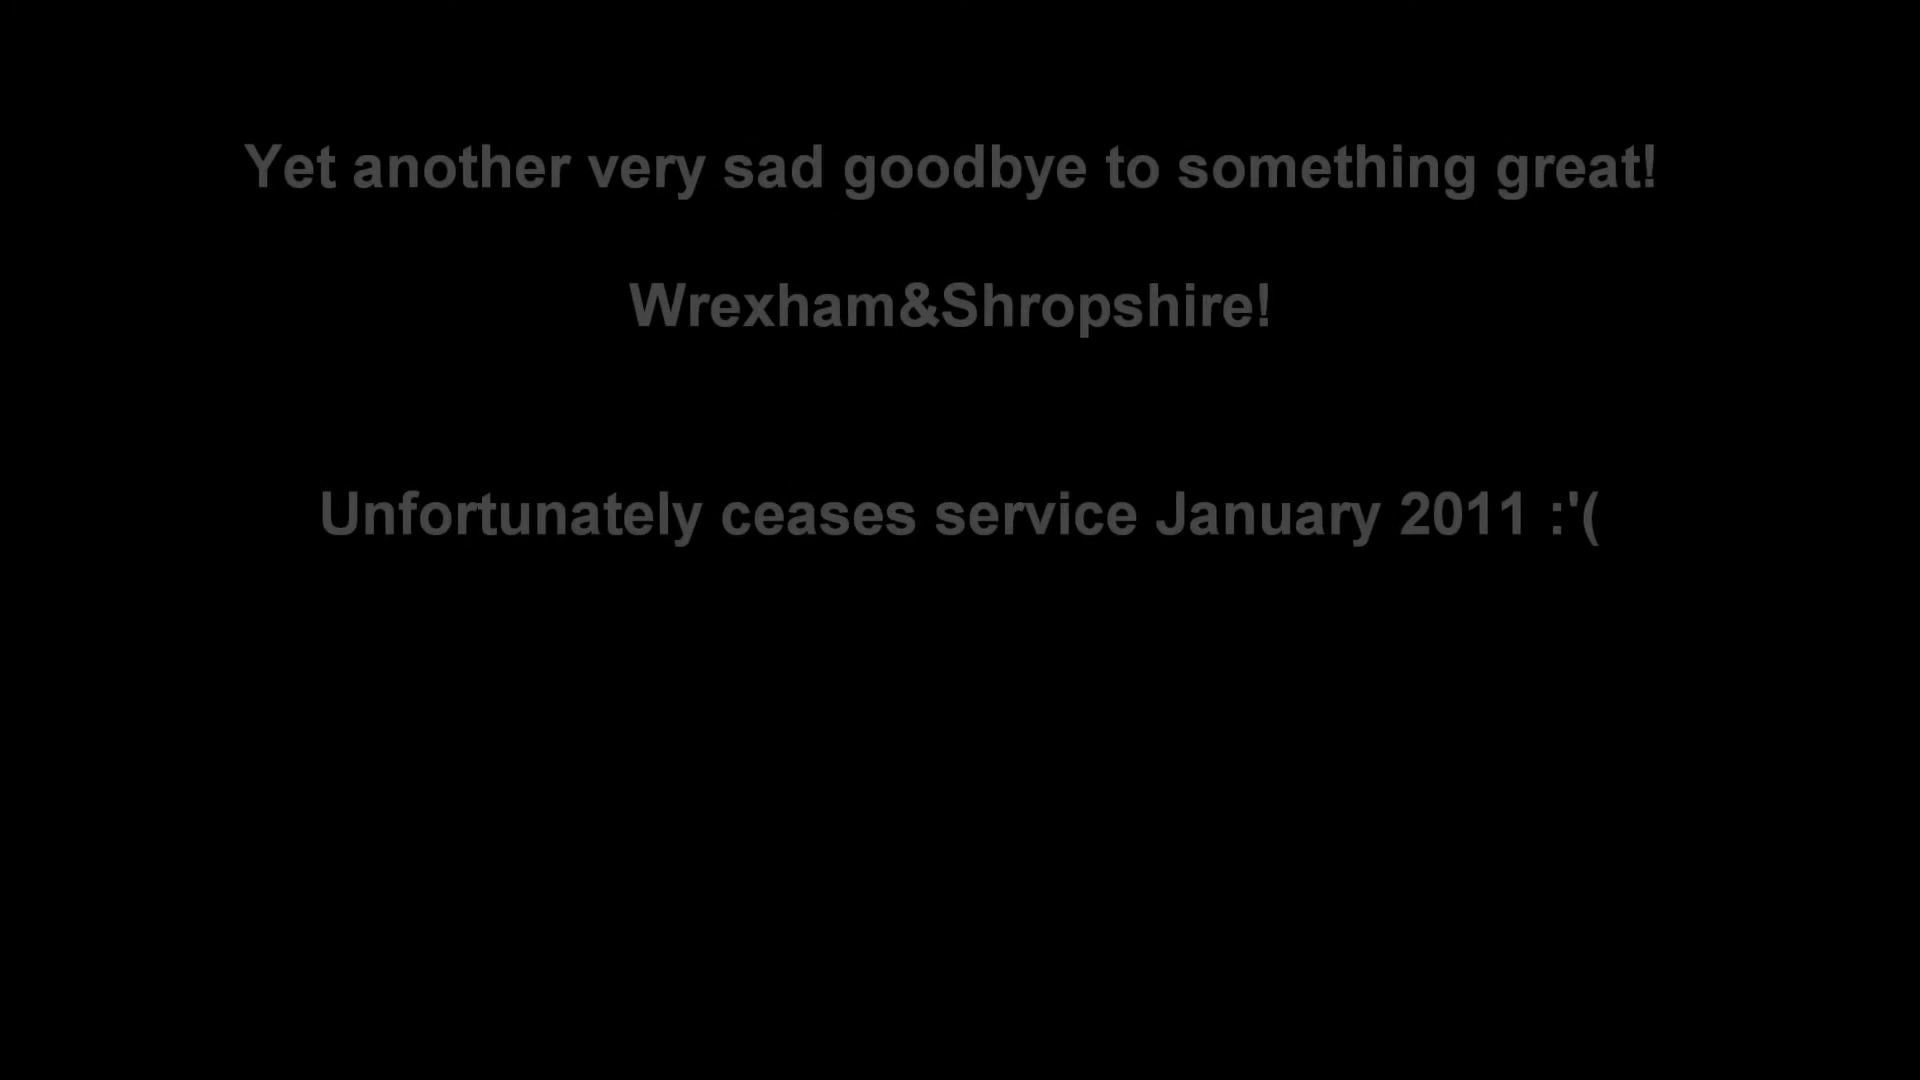 Yet another very sad goodbye to something great!
Wrexham&Shropshire!
Unfortunately ceases service January 2011 :'(